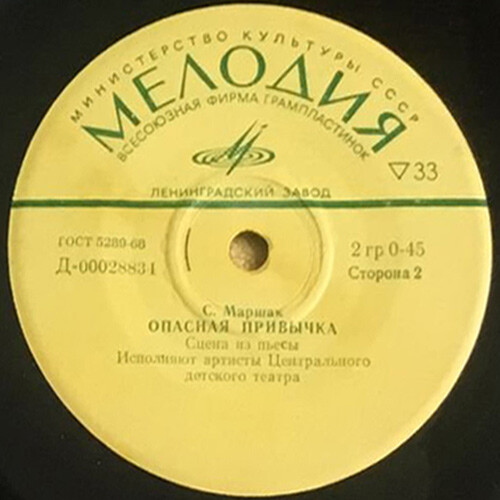 МИНИСТЕРСТВО КУЛЬТУРЫ СССР
МЕЛОДИЯ
ВСЕСОЮЗНАЯ ФИРМА ГРАМПЛАСТИНОК
ЛЕНИНГРАДСКИЙ ЗАВОД
▽33
ГОСТ 5289-68
Д-00028834
2 гр 0-45
Сторона 2
С. Маршак
ОПАСНАЯ ПРИВЫЧКА
Сцена из пьесы
Исполняют артисты Центрального
детского театра